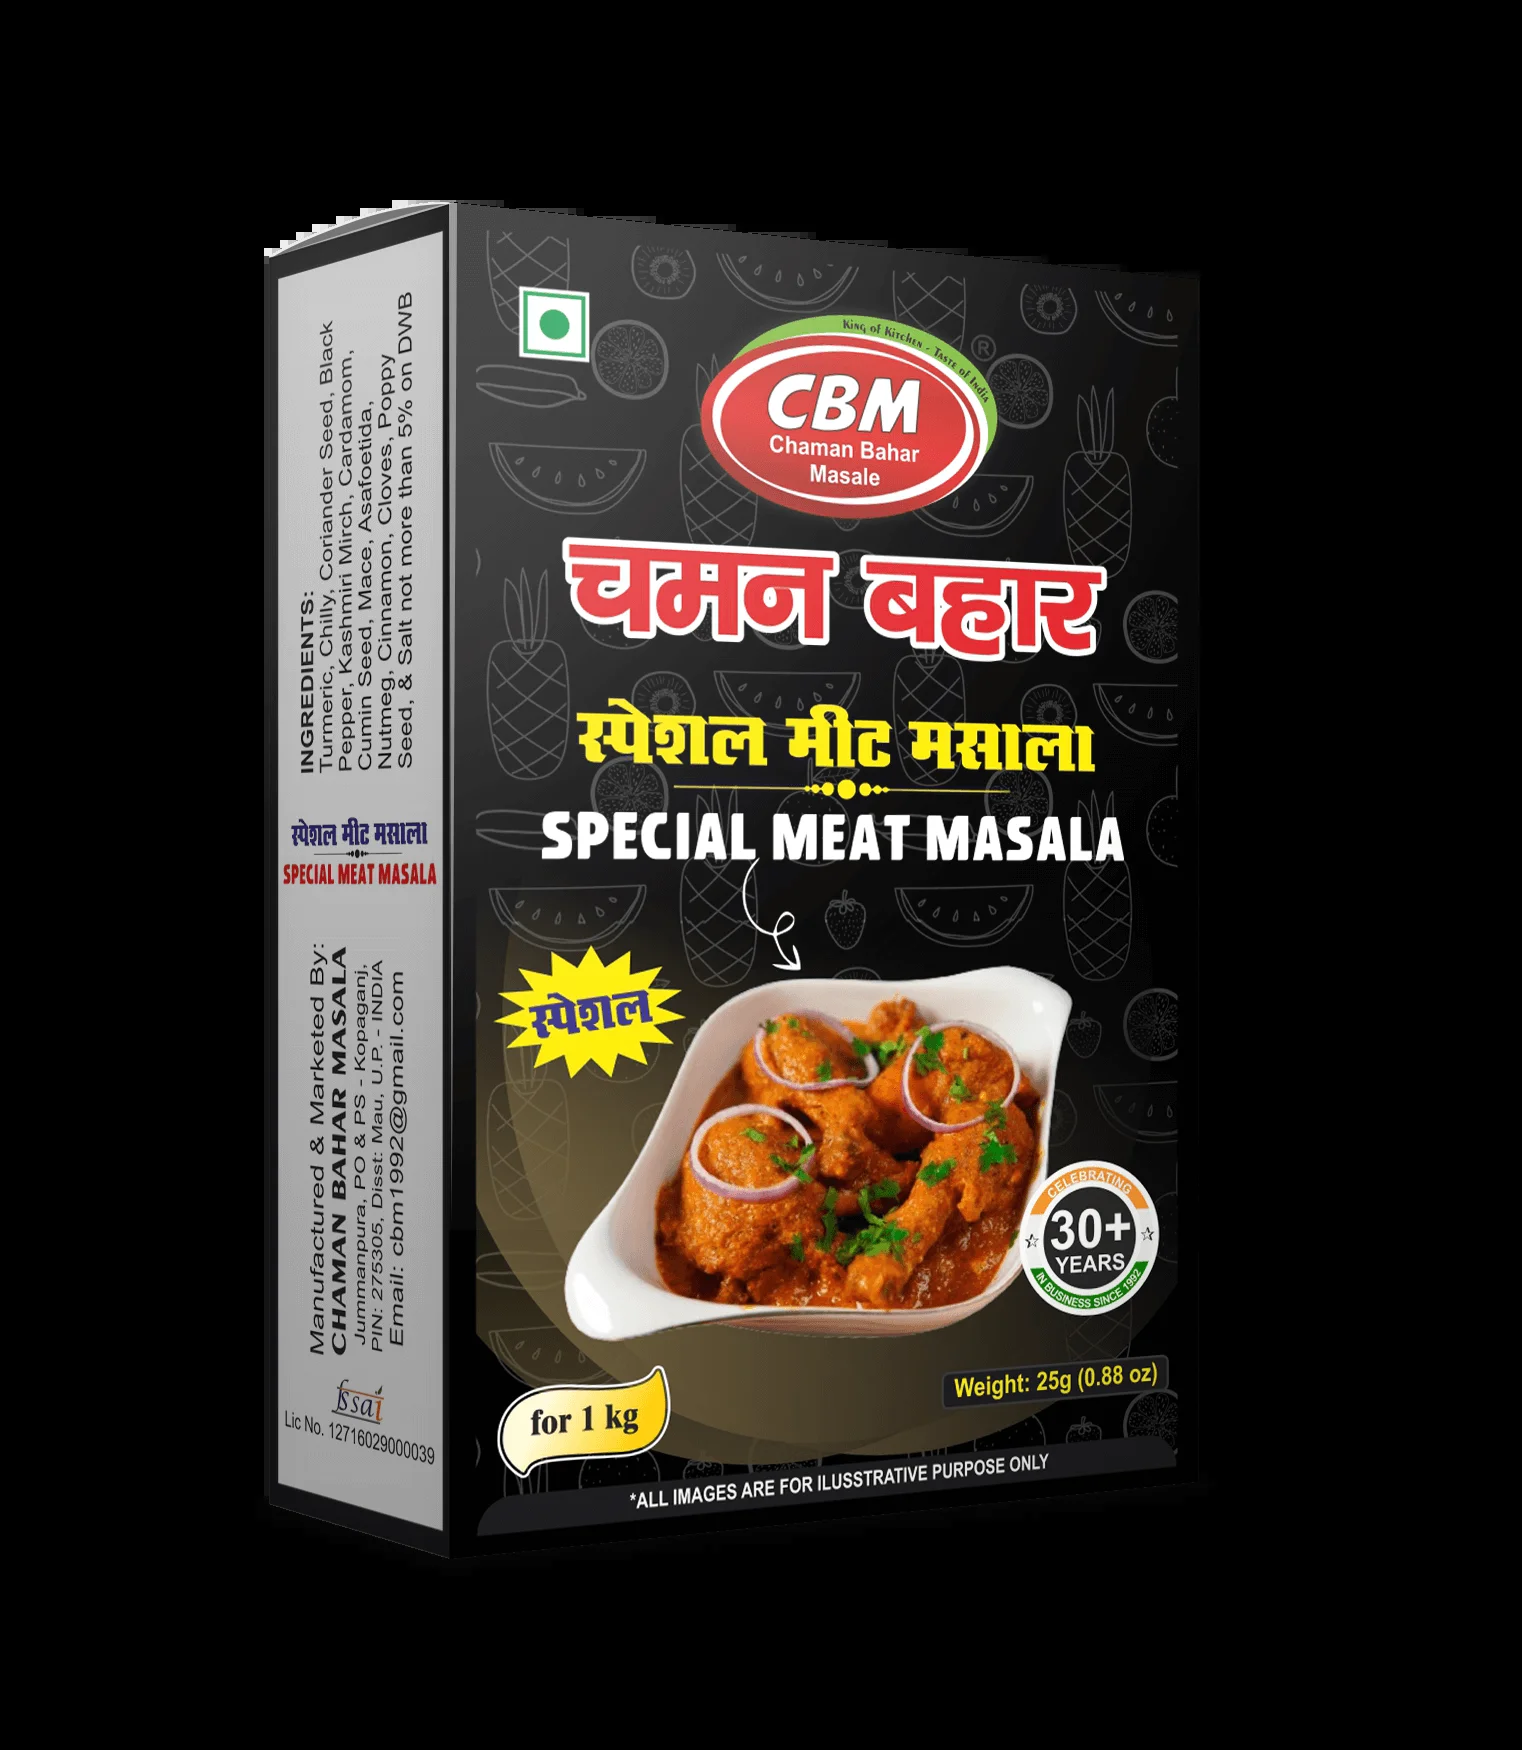 INGREDIENTS:
Turmeric, Chilly, Coriander Seed, Black
Pepper, Kashmiri Mirch, Cardamom,
Cumin Seed, Mace, Asafoetida,
Nutmeg, Cinnamon, Cloves, Poppy
Seed, & Salt not more than 5% on DWB
स्पेशल मीट मसाला
SPECIAL MEAT MASALA
Manufactured & Marketed By:
CHAMAN BAHAR MASALA
Jummanpura, PO & PS - Kopaganj,
PIN: 275305, Disst: Mau, U.P. - INDIA
Email: cbm1992@gmail.com
fssai
Lic No. 12716029000039
King of Kitchen - Taste of India
®
CBM
Chaman Bahar
Masale
चमन बहार
स्पेशल मीट मसाला
SPECIAL MEAT MASALA
स्पेशल
CELEBRATING
30+
YEARS
IN BUSINESS SINCE 1992
Weight: 25g (0.88 oz)
for 1 kg
*ALL IMAGES ARE FOR ILUSSTRATIVE PURPOSE ONLY